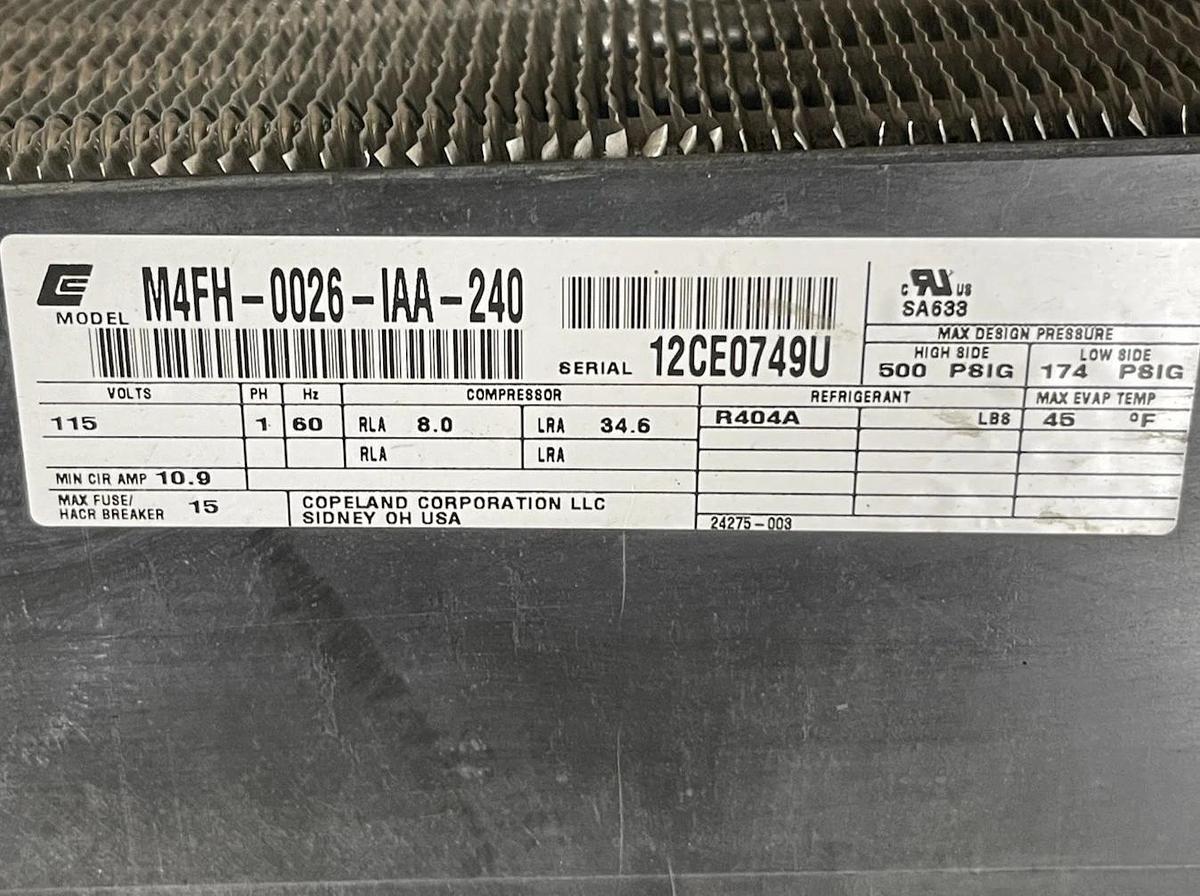 MODEL M4FH-0026-IAA-240
SERIAL 12CE0749U
C RU US
SA633
MAX DESIGN PRESSURE
HIGH SIDE LOW SIDE
500 PSIG 174 PSIG
VOLTS PH Hz COMPRESSOR REFRIGERANT MAX EVAP TEMP
115 1 60 RLA 8.0 LRA 34.6 R404A LBS 45 °F
RLA LRA
MIN CIR AMP 10.9
MAX FUSE/
HACR BREAKER 15
COPELAND CORPORATION LLC
SIDNEY OH USA
24275-003